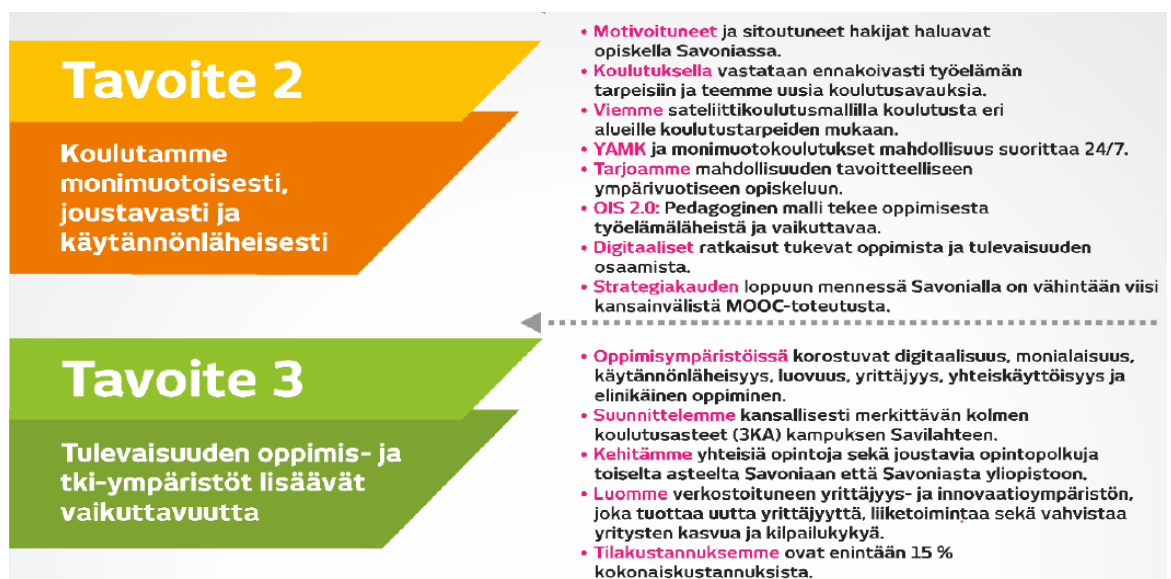 Tavoite 2
Koulutamme
monimuotoisesti,
joustavasti ja
käytännönläheisesti
• Motivoituneet ja sitoutuneet hakijat haluavat
opiskella Savoniassa.
• Koulutuksella vastataan ennakoivasti työelämän
tarpeisiin ja teemme uusia koulutusavauksia.
• Viemme sateliittikoulutusmallilla koulutusta eri
alueille koulutustarpeiden mukaan.
• YAMK ja monimuotokoulutukset mahdollisuus suorittaa 24/7.
• Tarjoamme mahdollisuuden tavoitteelliseen
ympärivuotiseen opiskeluun.
• OIS 2.0: Pedagoginen malli tekee oppimisesta
työelämäläheistä ja vaikuttavaa.
• Digitaaliset ratkaisut tukevat oppimista ja tulevaisuuden
osaamista.
• Strategiakauden loppuun mennessä Savonialla on vähintään viisi
kansainvälistä MOOC-toteutusta.
Tavoite 3
Tulevaisuuden oppimis- ja
tki-ympäristöt lisäävät
vaikuttavuutta
• Oppimisympäristöissä korostuvat digitaalisuus, monialaisuus,
käytännönläheisyys, luovuus, yrittäjyys, yhteiskäyttöisyys ja
elinikäinen oppiminen.
• Suunnittelemme kansallisesti merkittävän kolmen
koulutusasteet (3KA) kampuksen Savilahteen.
• Kehitämme yhteisiä opintoja sekä joustavia opintopolkuja
toiselta asteelta Savoniaan että Savoniasta yliopistoon.
• Luomme verkostoituneen yrittäjyys- ja innovaatioympäristön,
joka tuottaa uutta yrittäjyyttä, liiketoimintaa sekä vahvistaa
yritysten kasvua ja kilpailukykyä.
• Tilakustannuksemme ovat enintään 15 %
kokonaiskustannuksista.